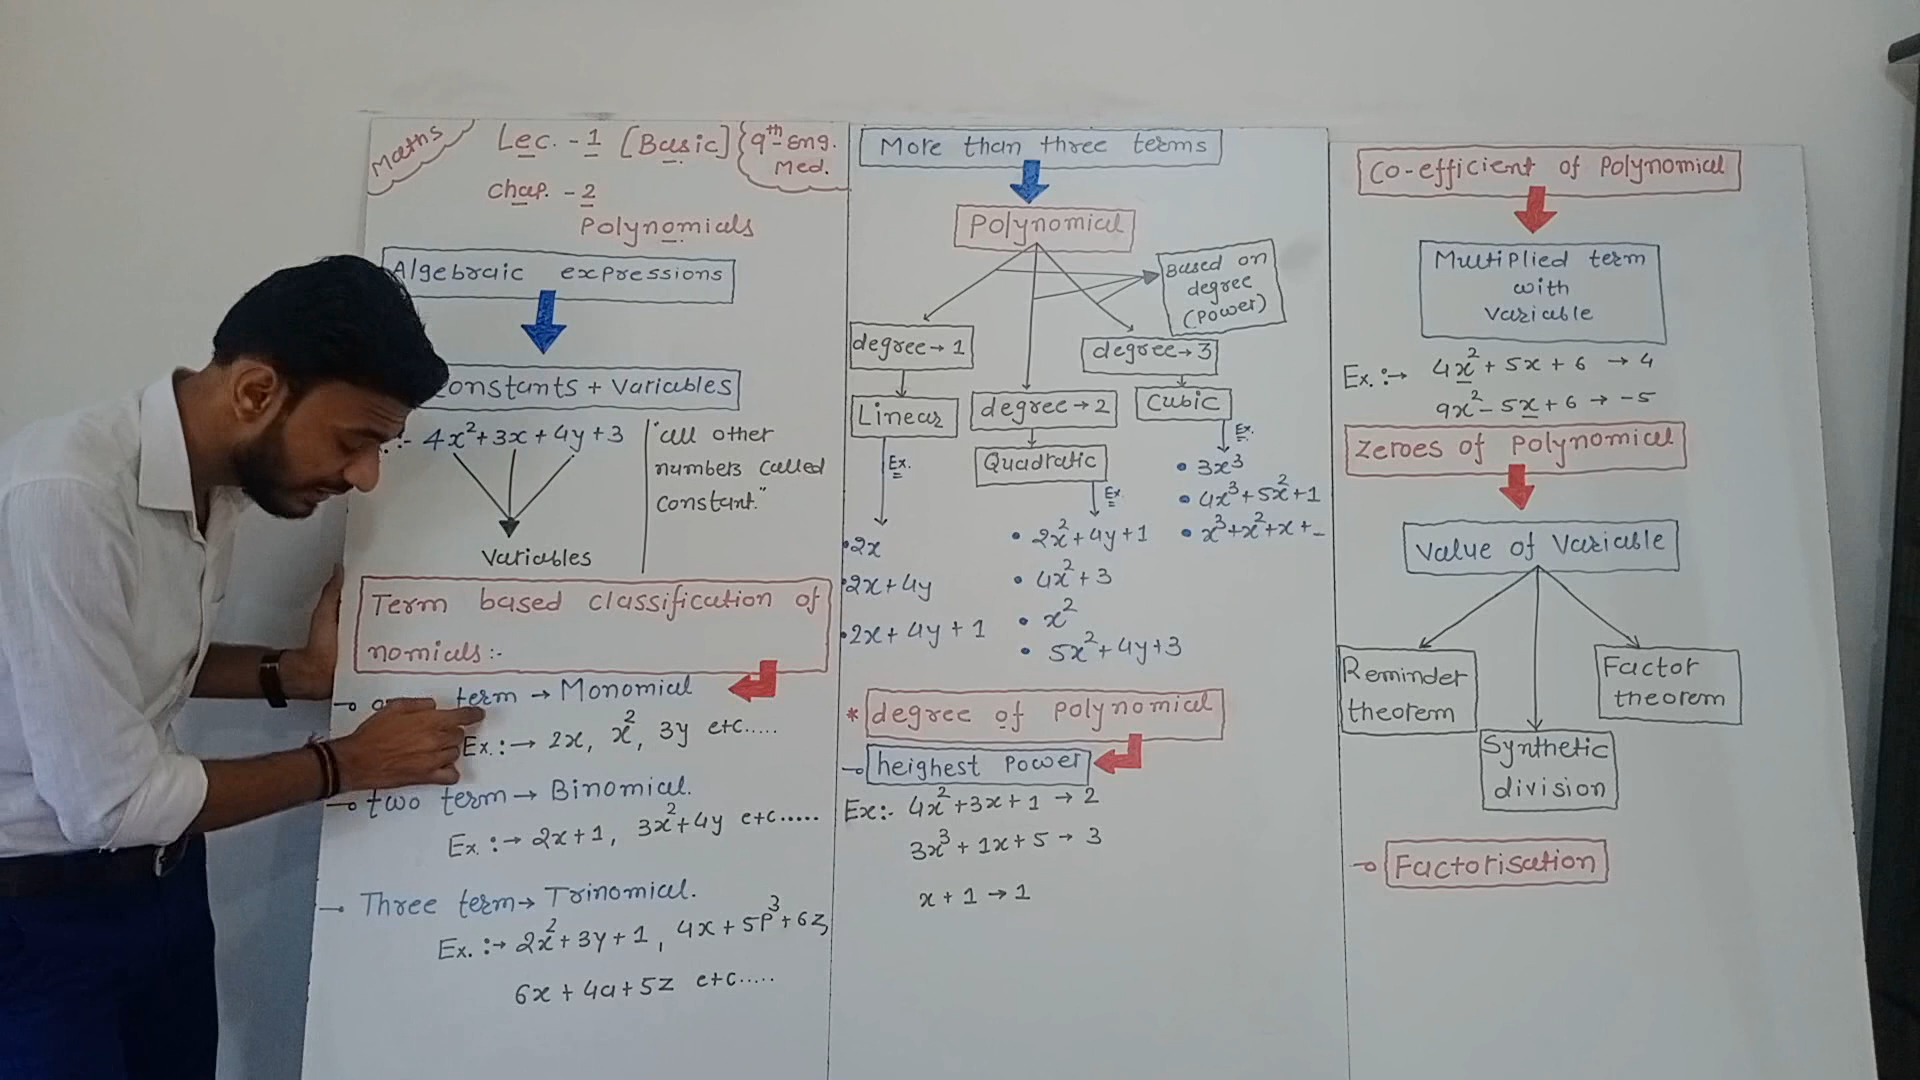 Maths
Lec. - 1 [Basic]
9th Eng.
Med.
Chap. - 2
Polynomials
Algebraic expressions
Constants + Variables
:- 4x² + 3x + 4y + 3
"all other
numbers called
Constant."
Variables
Term based classification of
nomials :-
term → Monomial
Ex. :→ 2x, x², 3y etc.....
→ two term → Binomial.
Ex. :→ 2x + 1, 3x² + 4y etc.....
→ Three term → Trinomial.
Ex. :→ 2x² + 3y + 1, 4x + 5p³ + 6z,
6x + 4a + 5z etc.....
More than three terms
Polynomial
Based on
degree
(Power)
degree → 1
degree → 3
Linear
degree → 2
Cubic
Ex.
Quadratic
Ex.
Ex.
• 3x³
• 4x³ + 5x² + 1
• x³ + x² + x + -
• 2x
• 2x + 4y
• 2x + 4y + 1
• 2x² + 4y + 1
• 4x² + 3
• x²
• 5x² + 4y + 3
* degree of Polynomial
→ heighest Power
Ex:- 4x² + 3x + 1 → 2
3x³ + 1x + 5 → 3
x + 1 → 1
Co-efficient of Polynomial
Multiplied term
with
Variable
Ex. :→ 4x² + 5x + 6 → 4
9x² - 5x + 6 → -5
Zeroes of Polynomial
Value of Variable
Reminder
theorem
Factor
theorem
Synthetic
division
→ Factorisation